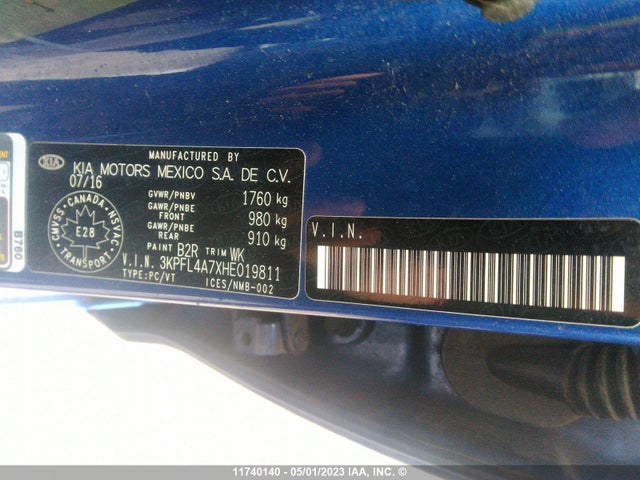 MANUFACTURED BY
KIA KIA MOTORS MEXICO S.A. DE C.V.
07/16
GVWR/PNBV 1760 kg
GAWR/PNBE FRONT 980 kg
GAWR/PNBE REAR 910 kg
PAINT B2R TRIM WK
V.I.N. 3KPFL4A7XHE019811
TYPE:PC/VT ICES/NMB-002
CMVSS·CANADA·NSVAC
E28
TRANSPORT
B760
V.I.N.
11740140 - 05/01/2023 IAA, INC. ©